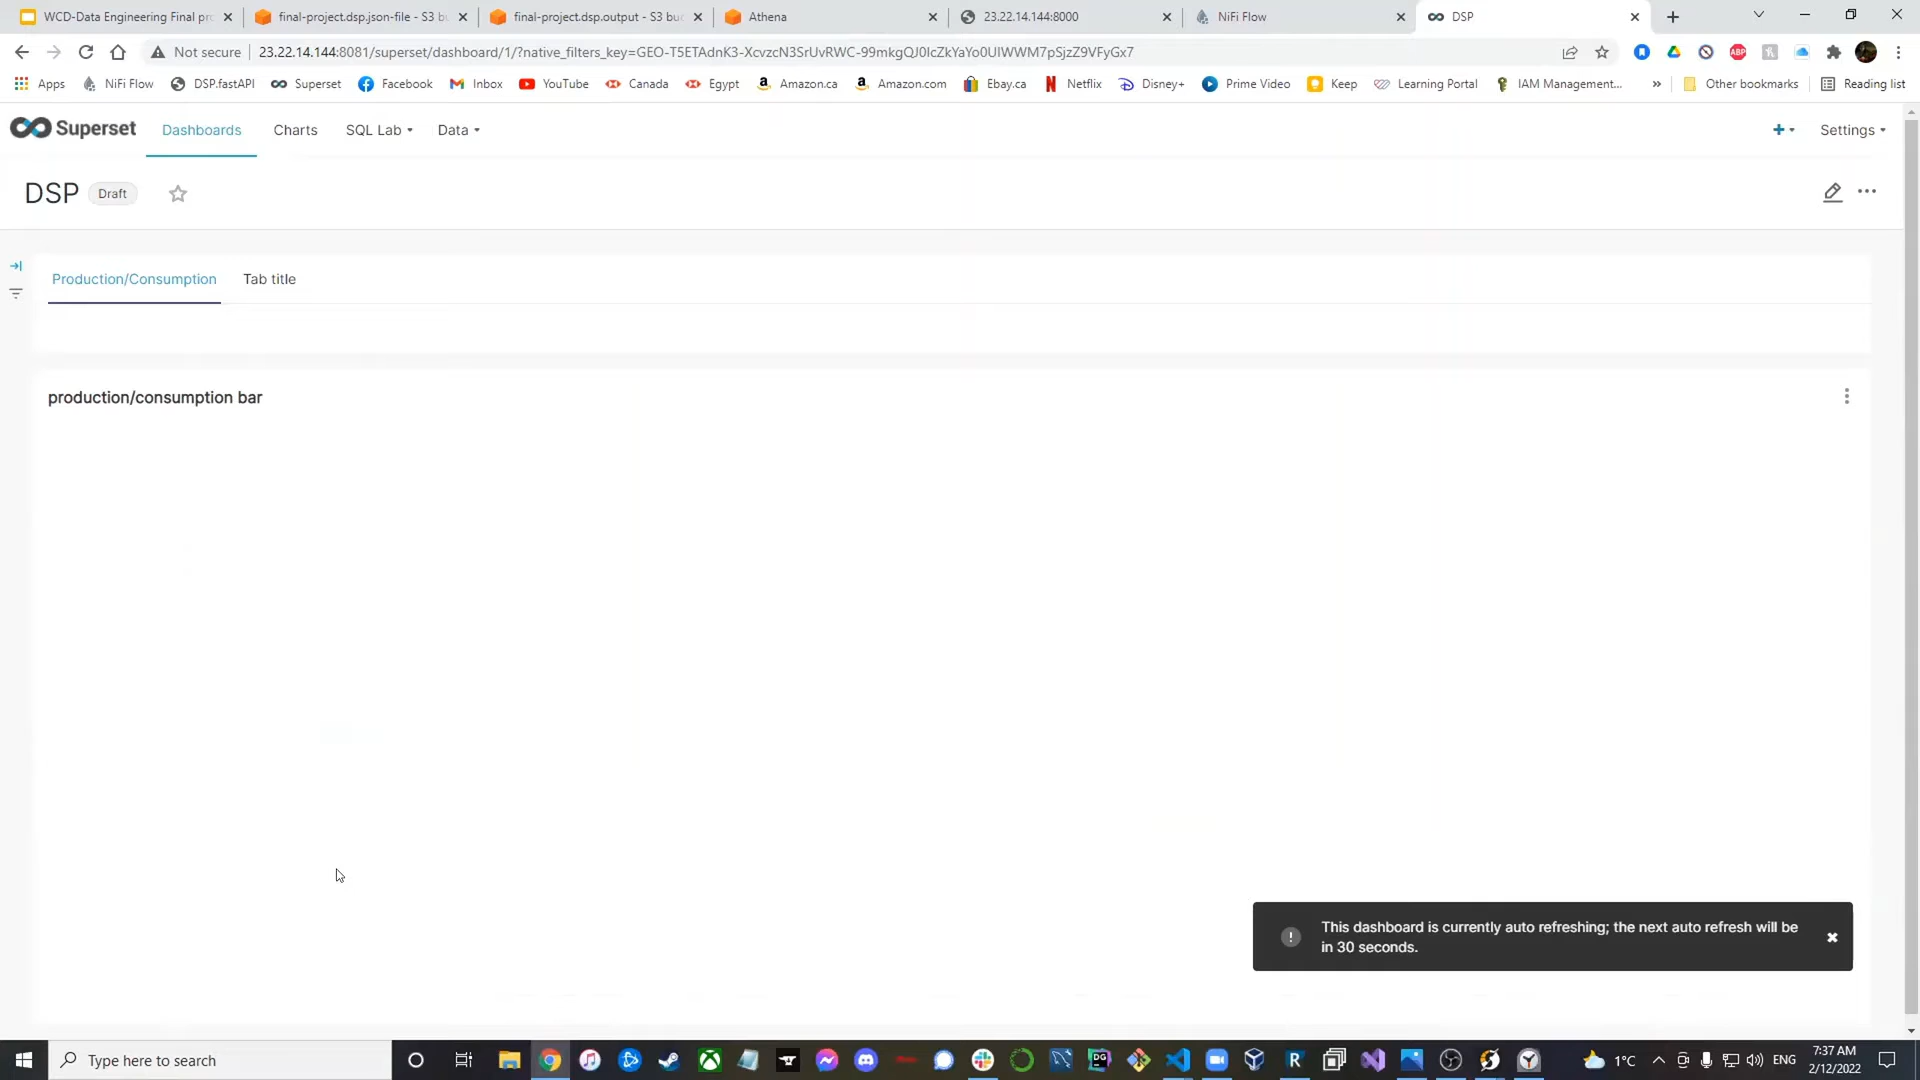 WCD-Data Engineering Final pr
final-project.dsp.json-file - S3 b
final-project.dsp.output - S3 buc
Athena
23.22.14.144:8000
NiFi Flow
DSP
Not secure
23.22.14.144:8081/superset/dashboard/1/?native_filters_key=GEO-T5ETAdnK3-XcvzcN3SrUvRWC-99mkgQJ0IcZkYaYo0UIWWM7pSjzZ9VFyGx7
ABP
Apps
NiFi Flow
DSP.fastAPI
Superset
Facebook
Inbox
YouTube
Canada
Egypt
Amazon.ca
Amazon.com
Ebay.ca
Netflix
Disney+
Prime Video
Keep
Learning Portal
IAM Management...
»
Other bookmarks
Reading list
Superset
Dashboards
Charts
SQL Lab
Data
Settings
DSP
Draft
Production/Consumption
Tab title
production/consumption bar
This dashboard is currently auto refreshing; the next auto refresh will be
in 30 seconds.
Type here to search
DG
R
1°C
ENG
7:37 AM
2/12/2022